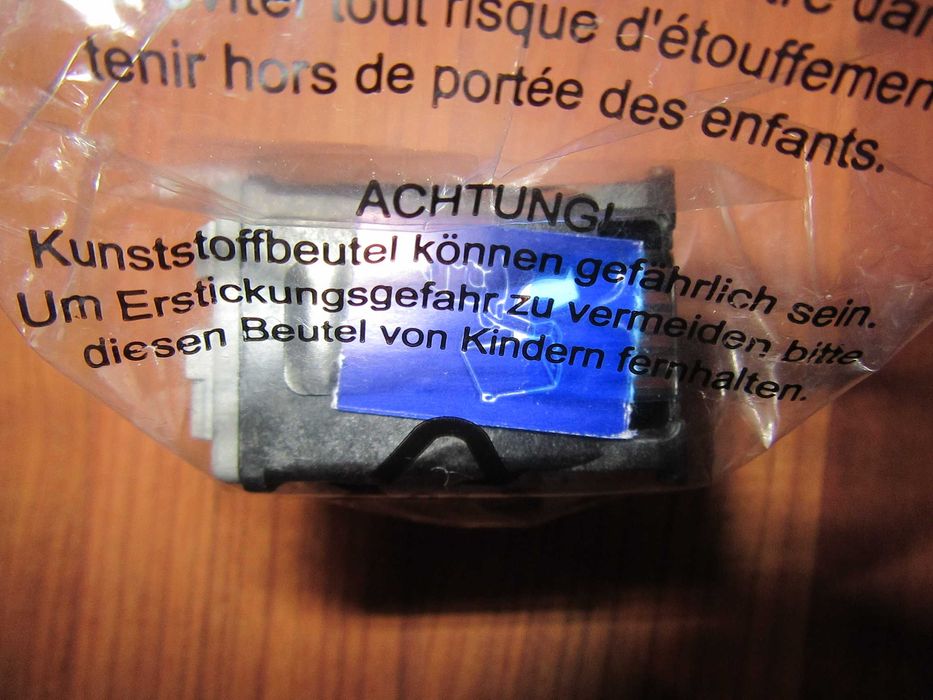 éviter tout risque d'étouffemen
tenir hors de portée des enfants.
ACHTUNG!
Kunststoffbeutel können gefährlich sein.
Um Erstickungsgefahr zu vermeiden bitte
diesen Beutel von Kindern fernhalten.